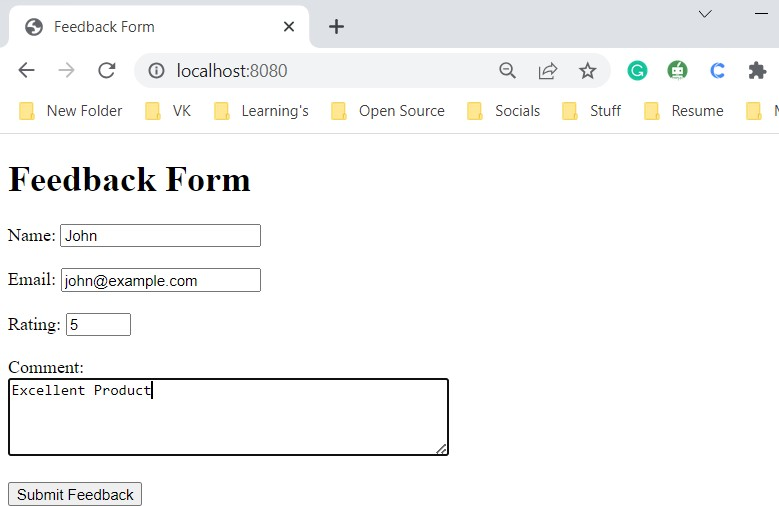 Feedback Form
localhost:8080
New Folder VK Learning's Open Source Socials Stuff Resume
Feedback Form
Name: John
Email: john@example.com
Rating: 5
Comment:
Excellent Product
Submit Feedback